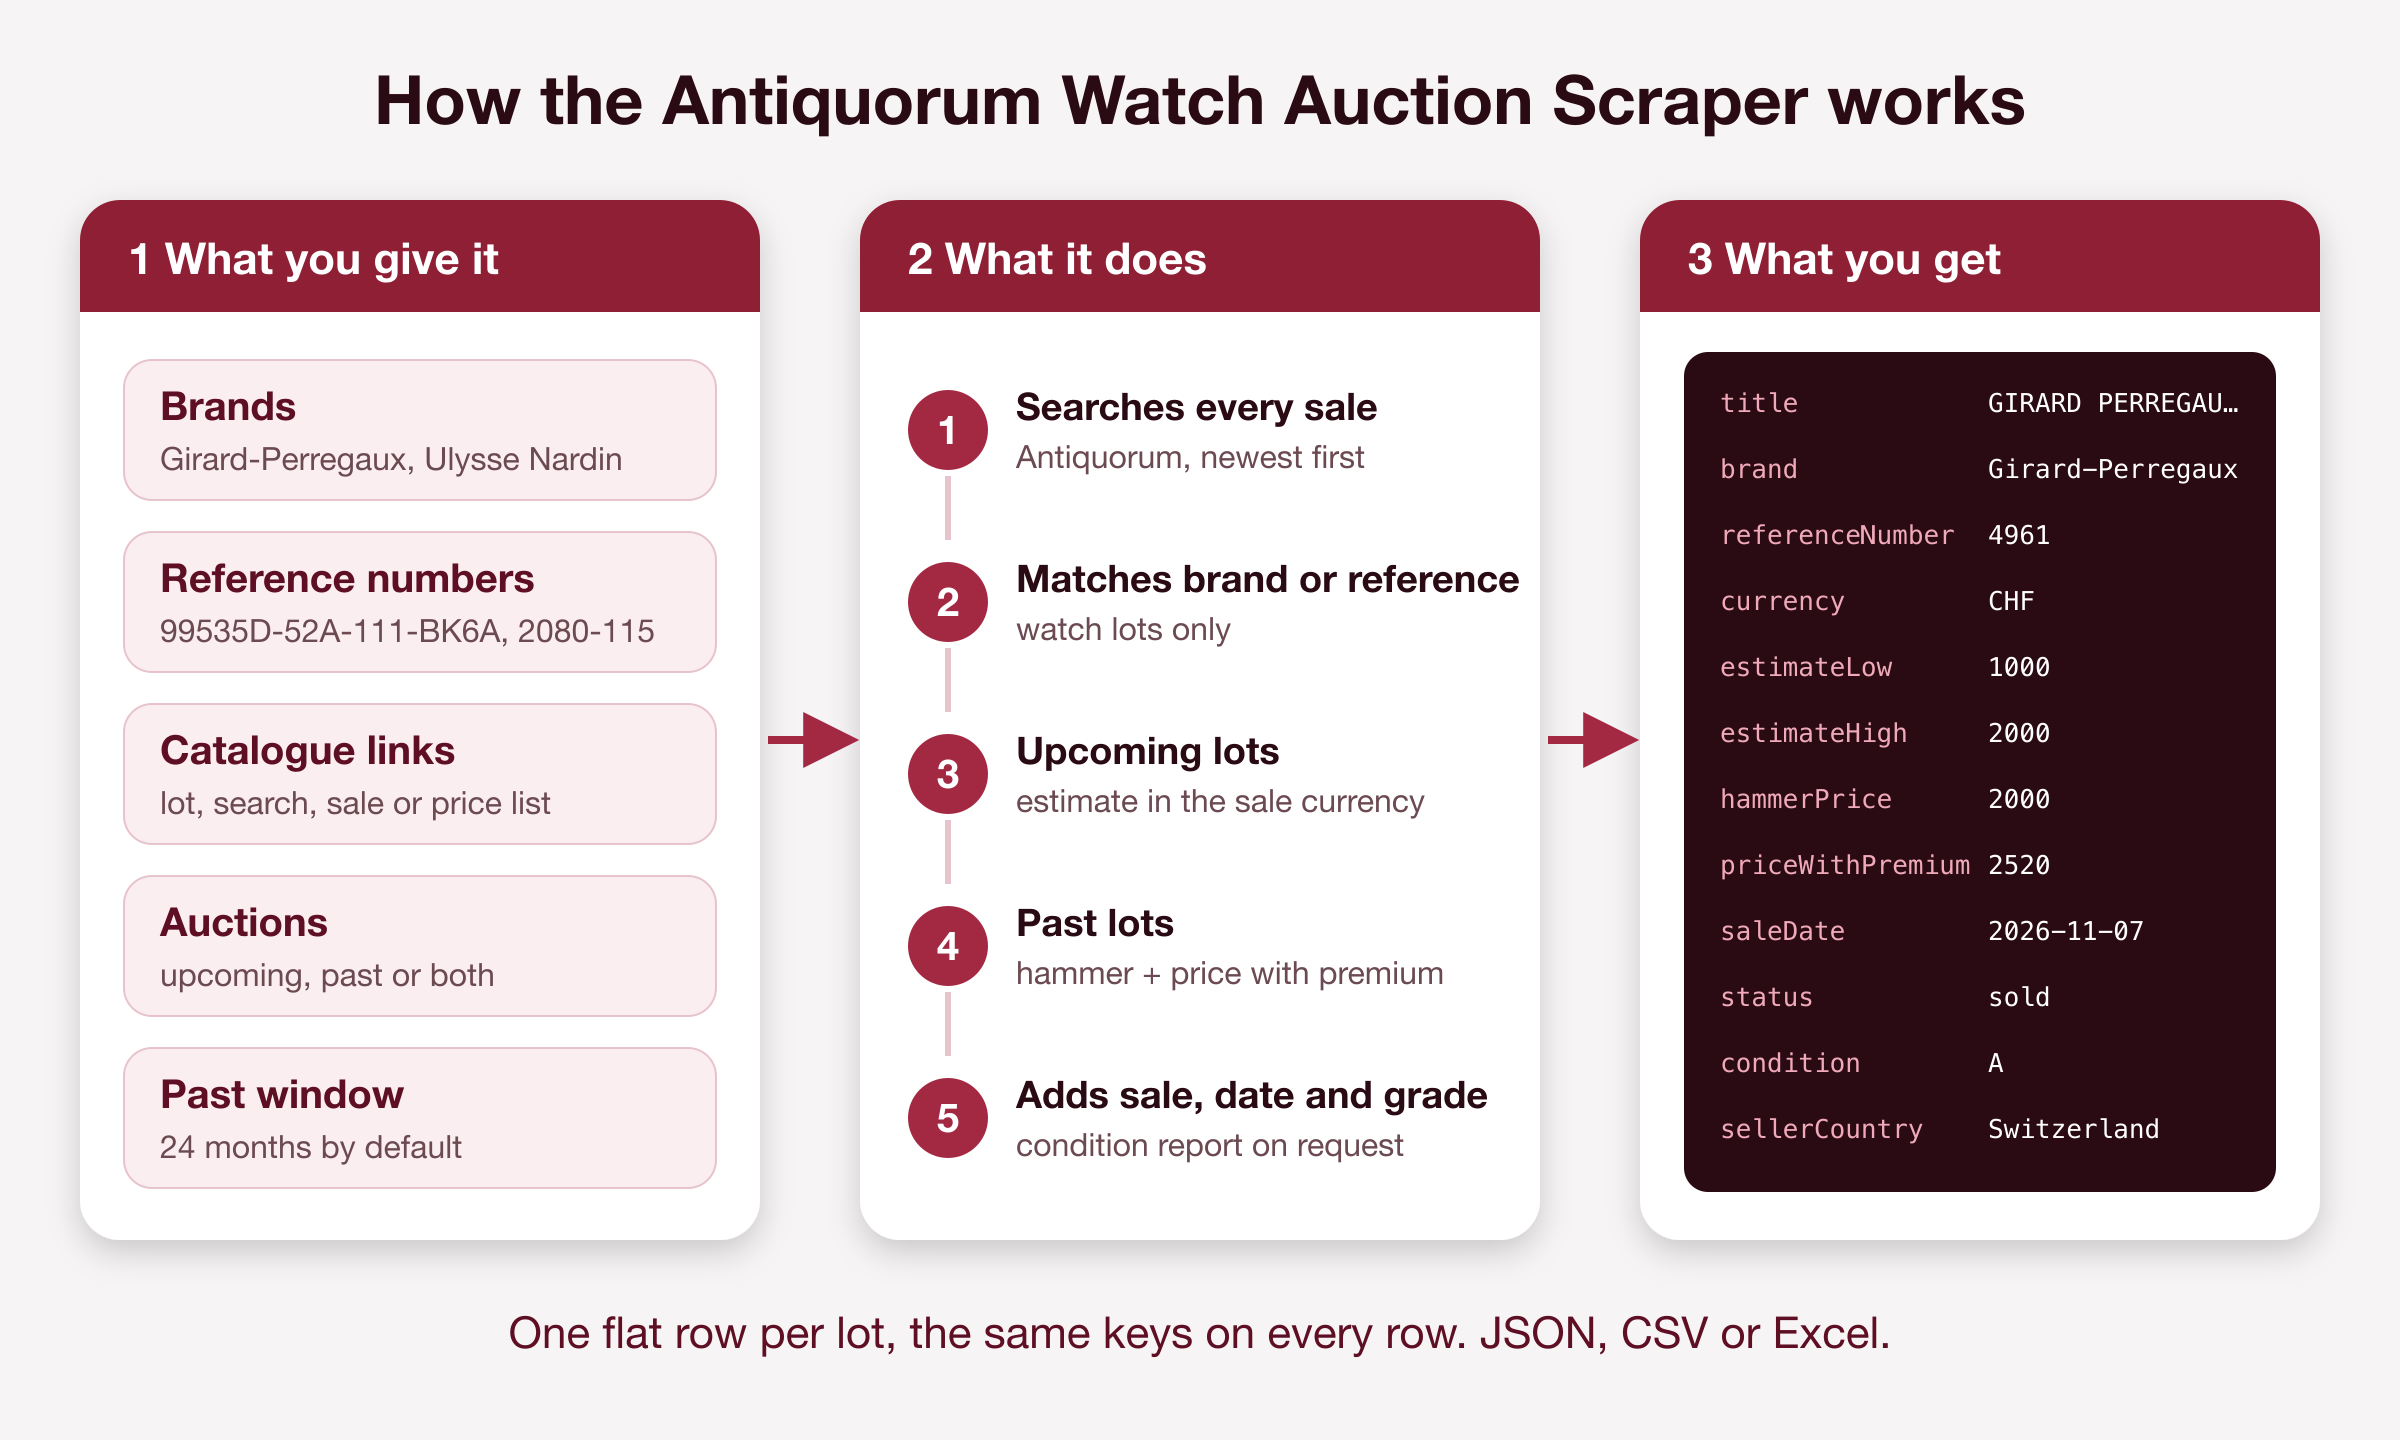 How the Antiquorum Watch Auction Scraper works
1 What you give it
Brands
Girard-Perregaux, Ulysse Nardin
Reference numbers
99535D-52A-111-BK6A, 2080-115
Catalogue links
lot, search, sale or price list
Auctions
upcoming, past or both
Past window
24 months by default
2 What it does
1 Searches every sale
Antiquorum, newest first
2 Matches brand or reference
watch lots only
3 Upcoming lots
estimate in the sale currency
4 Past lots
hammer + price with premium
5 Adds sale, date and grade
condition report on request
3 What you get
title GIRARD PERREGAU…
brand Girard-Perregaux
referenceNumber 4961
currency CHF
estimateLow 1000
estimateHigh 2000
hammerPrice 2000
priceWithPremium 2520
saleDate 2026-11-07
status sold
condition A
sellerCountry Switzerland
One flat row per lot, the same keys on every row. JSON, CSV or Excel.